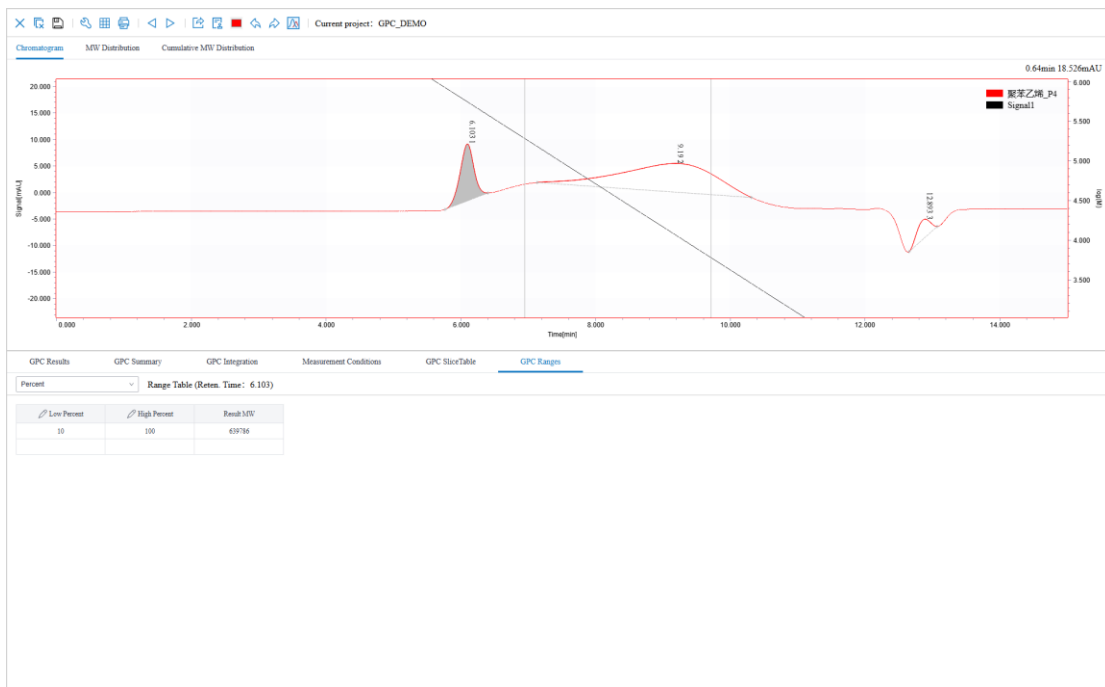 Current project: GPC_DEMO
Chromatogram MW Distribution Cumulative MW Distribution
0.64min 18.526mAU
20.000
15.000
10.000
5.000
0.000
-5.000
-10.000
-15.000
-20.000
Signal[mAU]
6.103 1
9.19 2
12.893 3
聚苯乙烯_P4
Signal1
6.000
5.500
5.000
4.500
4.000
3.500
log(M)
0.000 2.000 4.000 6.000 8.000 10.000 12.000 14.000
Time[min]
GPC Results GPC Summary GPC Integration Measurement Conditions GPC SliceTable GPC Ranges
Percent Range Table (Reten. Time: 6.103)
Low Percent High Percent Result MW
10 100 639786